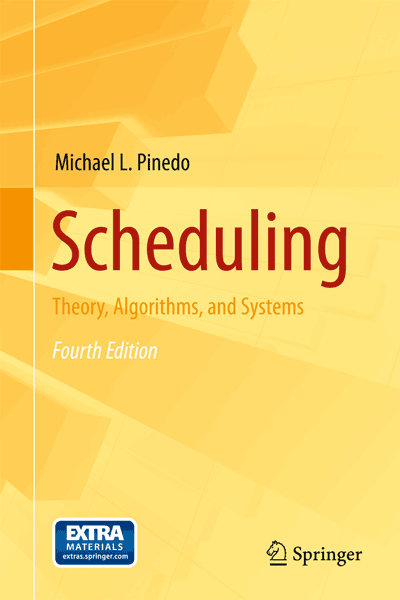 Michael L. Pinedo
Scheduling
Theory, Algorithms, and Systems
Fourth Edition
EXTRA
MATERIALS
extras.springer.com
Springer